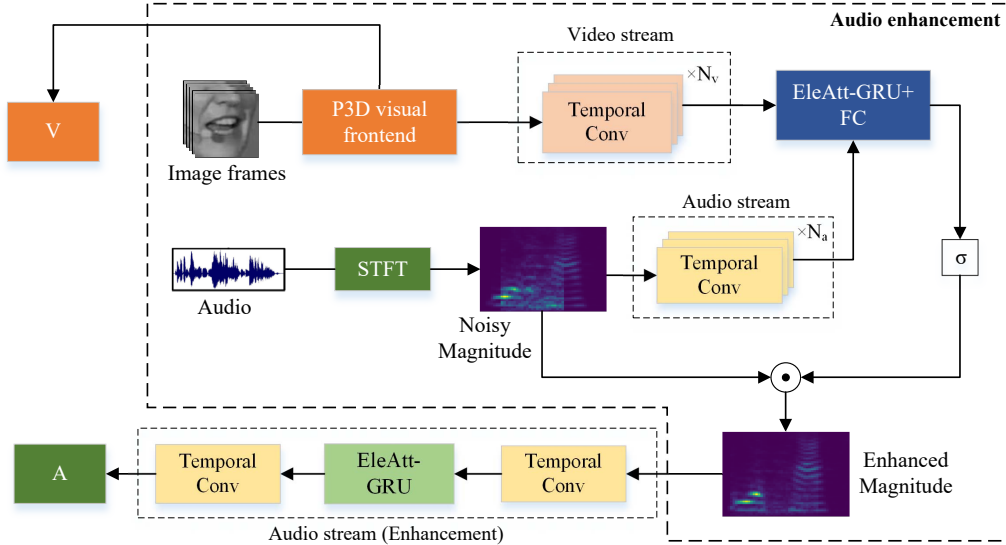 Audio enhancement
Video stream
×Nv
V
P3D visual
frontend
Temporal
Conv
EleAtt-GRU+
FC
Image frames
Audio stream
×Na
STFT
Temporal
Conv
σ
Audio
Noisy
Magnitude
A
Temporal
Conv
EleAtt-
GRU
Temporal
Conv
Enhanced
Magnitude
Audio stream (Enhancement)